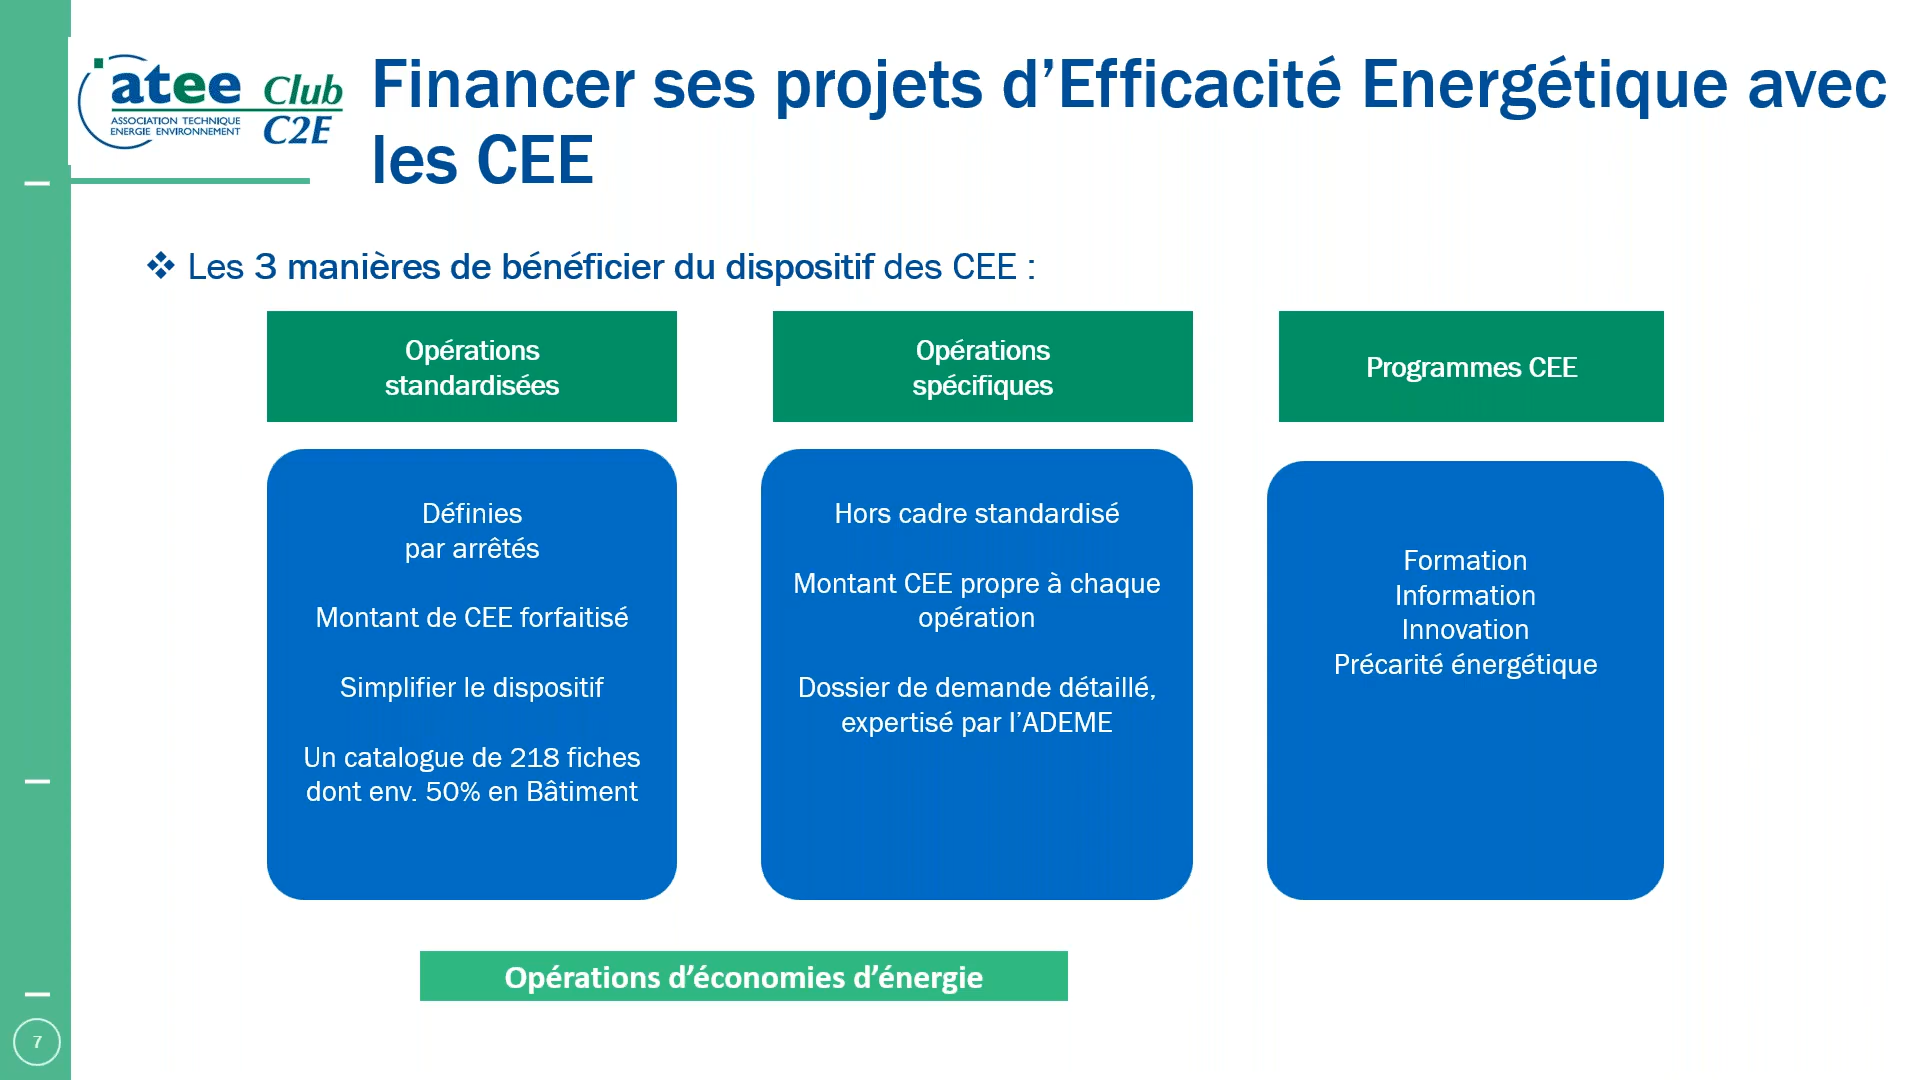 atee
ASSOCIATION TECHNIQUE
ENERGIE ENVIRONNEMENT
Club
C2E
Financer ses projets d’Efficacité Energétique avec
les CEE
❖ Les 3 manières de bénéficier du dispositif des CEE :
Opérations
standardisées
Définies
par arrêtés
Montant de CEE forfaitisé
Simplifier le dispositif
Un catalogue de 218 fiches
dont env. 50% en Bâtiment
Opérations
spécifiques
Hors cadre standardisé
Montant CEE propre à chaque
opération
Dossier de demande détaillé,
expertisé par l’ADEME
Programmes CEE
Formation
Information
Innovation
Précarité énergétique
Opérations d’économies d’énergie
7